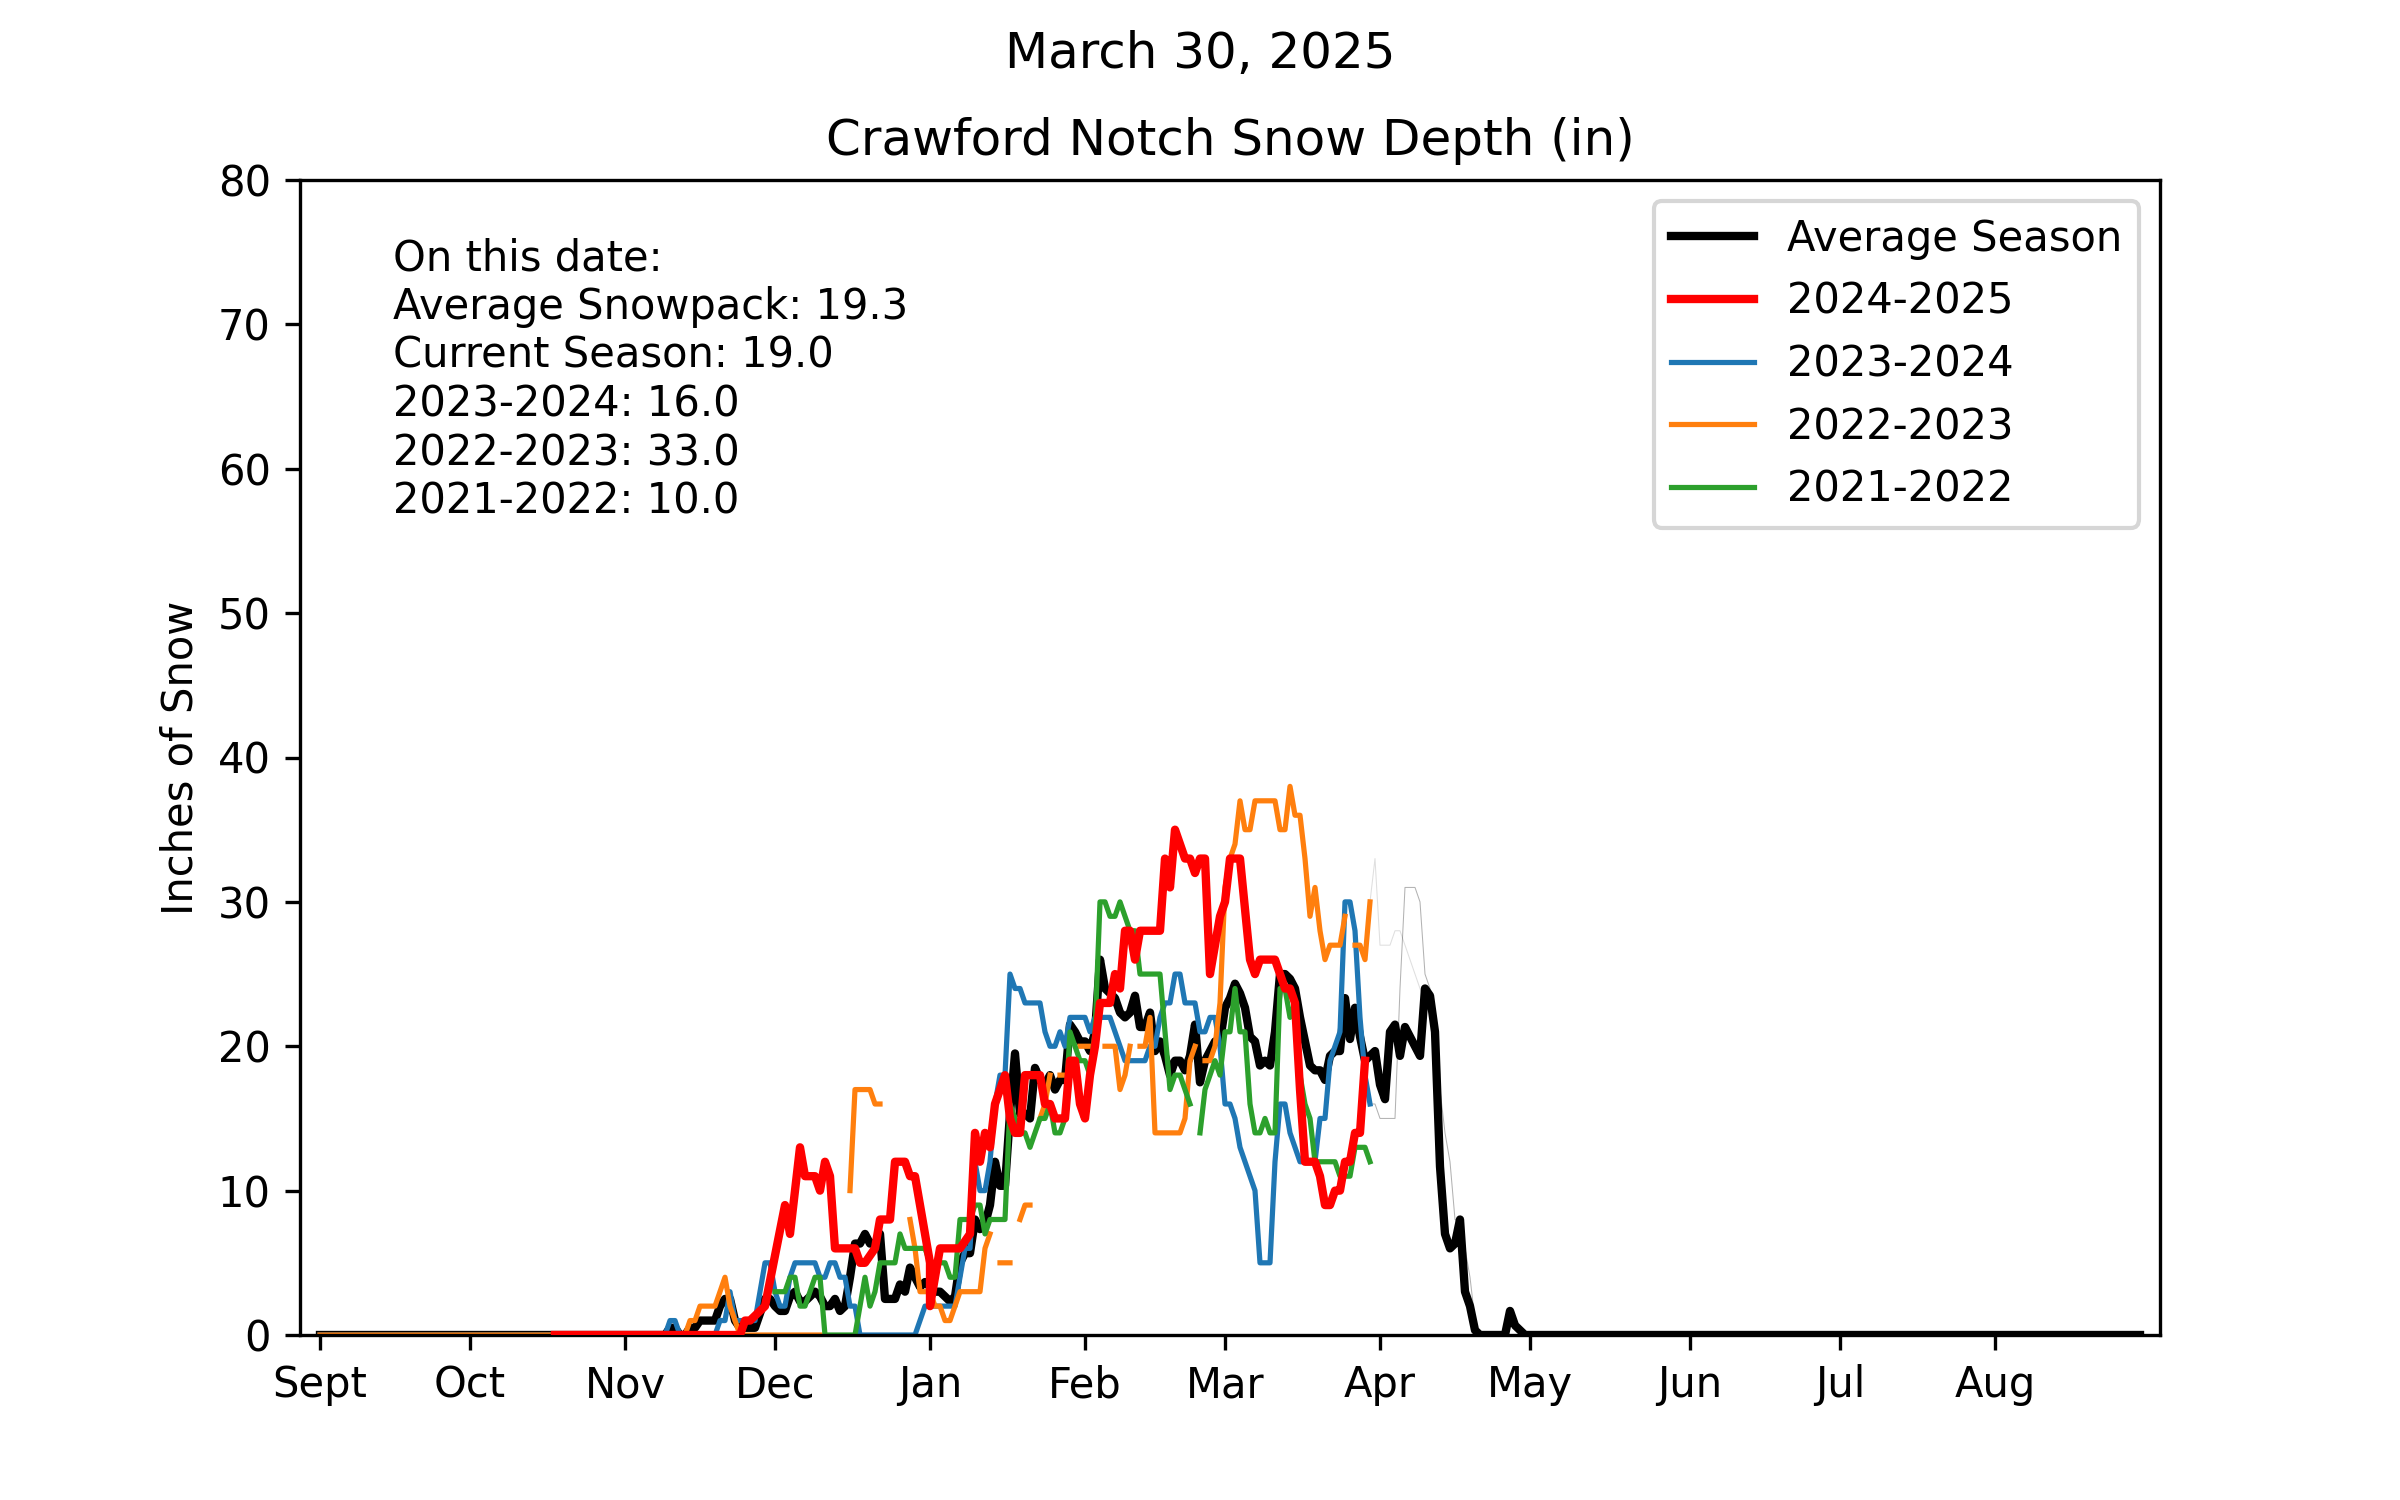 March 30, 2025
Crawford Notch Snow Depth (in)
80
70
60
50
40
30
20
10
0
Inches of Snow
On this date:
Average Snowpack: 19.3
Current Season: 19.0
2023-2024: 16.0
2022-2023: 33.0
2021-2022: 10.0
Average Season
2024-2025
2023-2024
2022-2023
2021-2022
Sept Oct Nov Dec Jan Feb Mar Apr May Jun Jul Aug